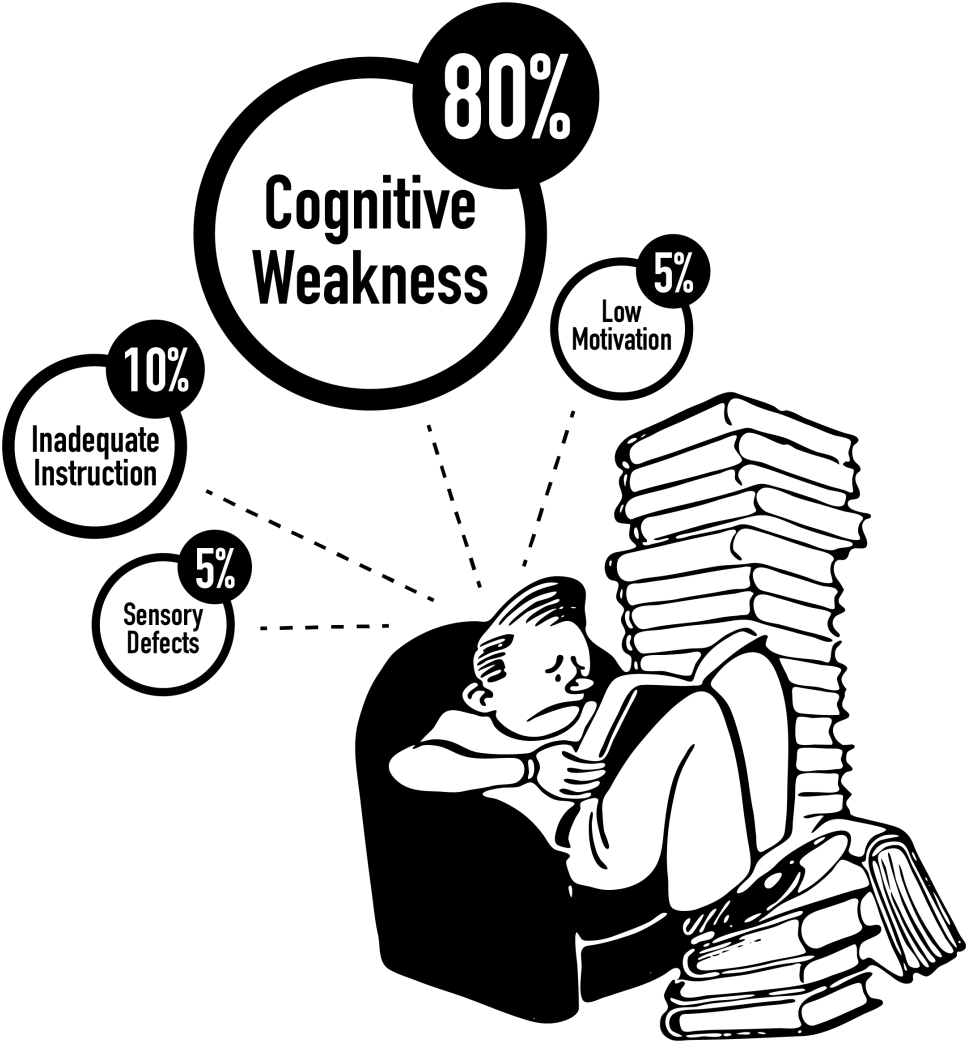 80%
Cognitive
Weakness
5%
Low
Motivation
10%
Inadequate
Instruction
5%
Sensory
Defects